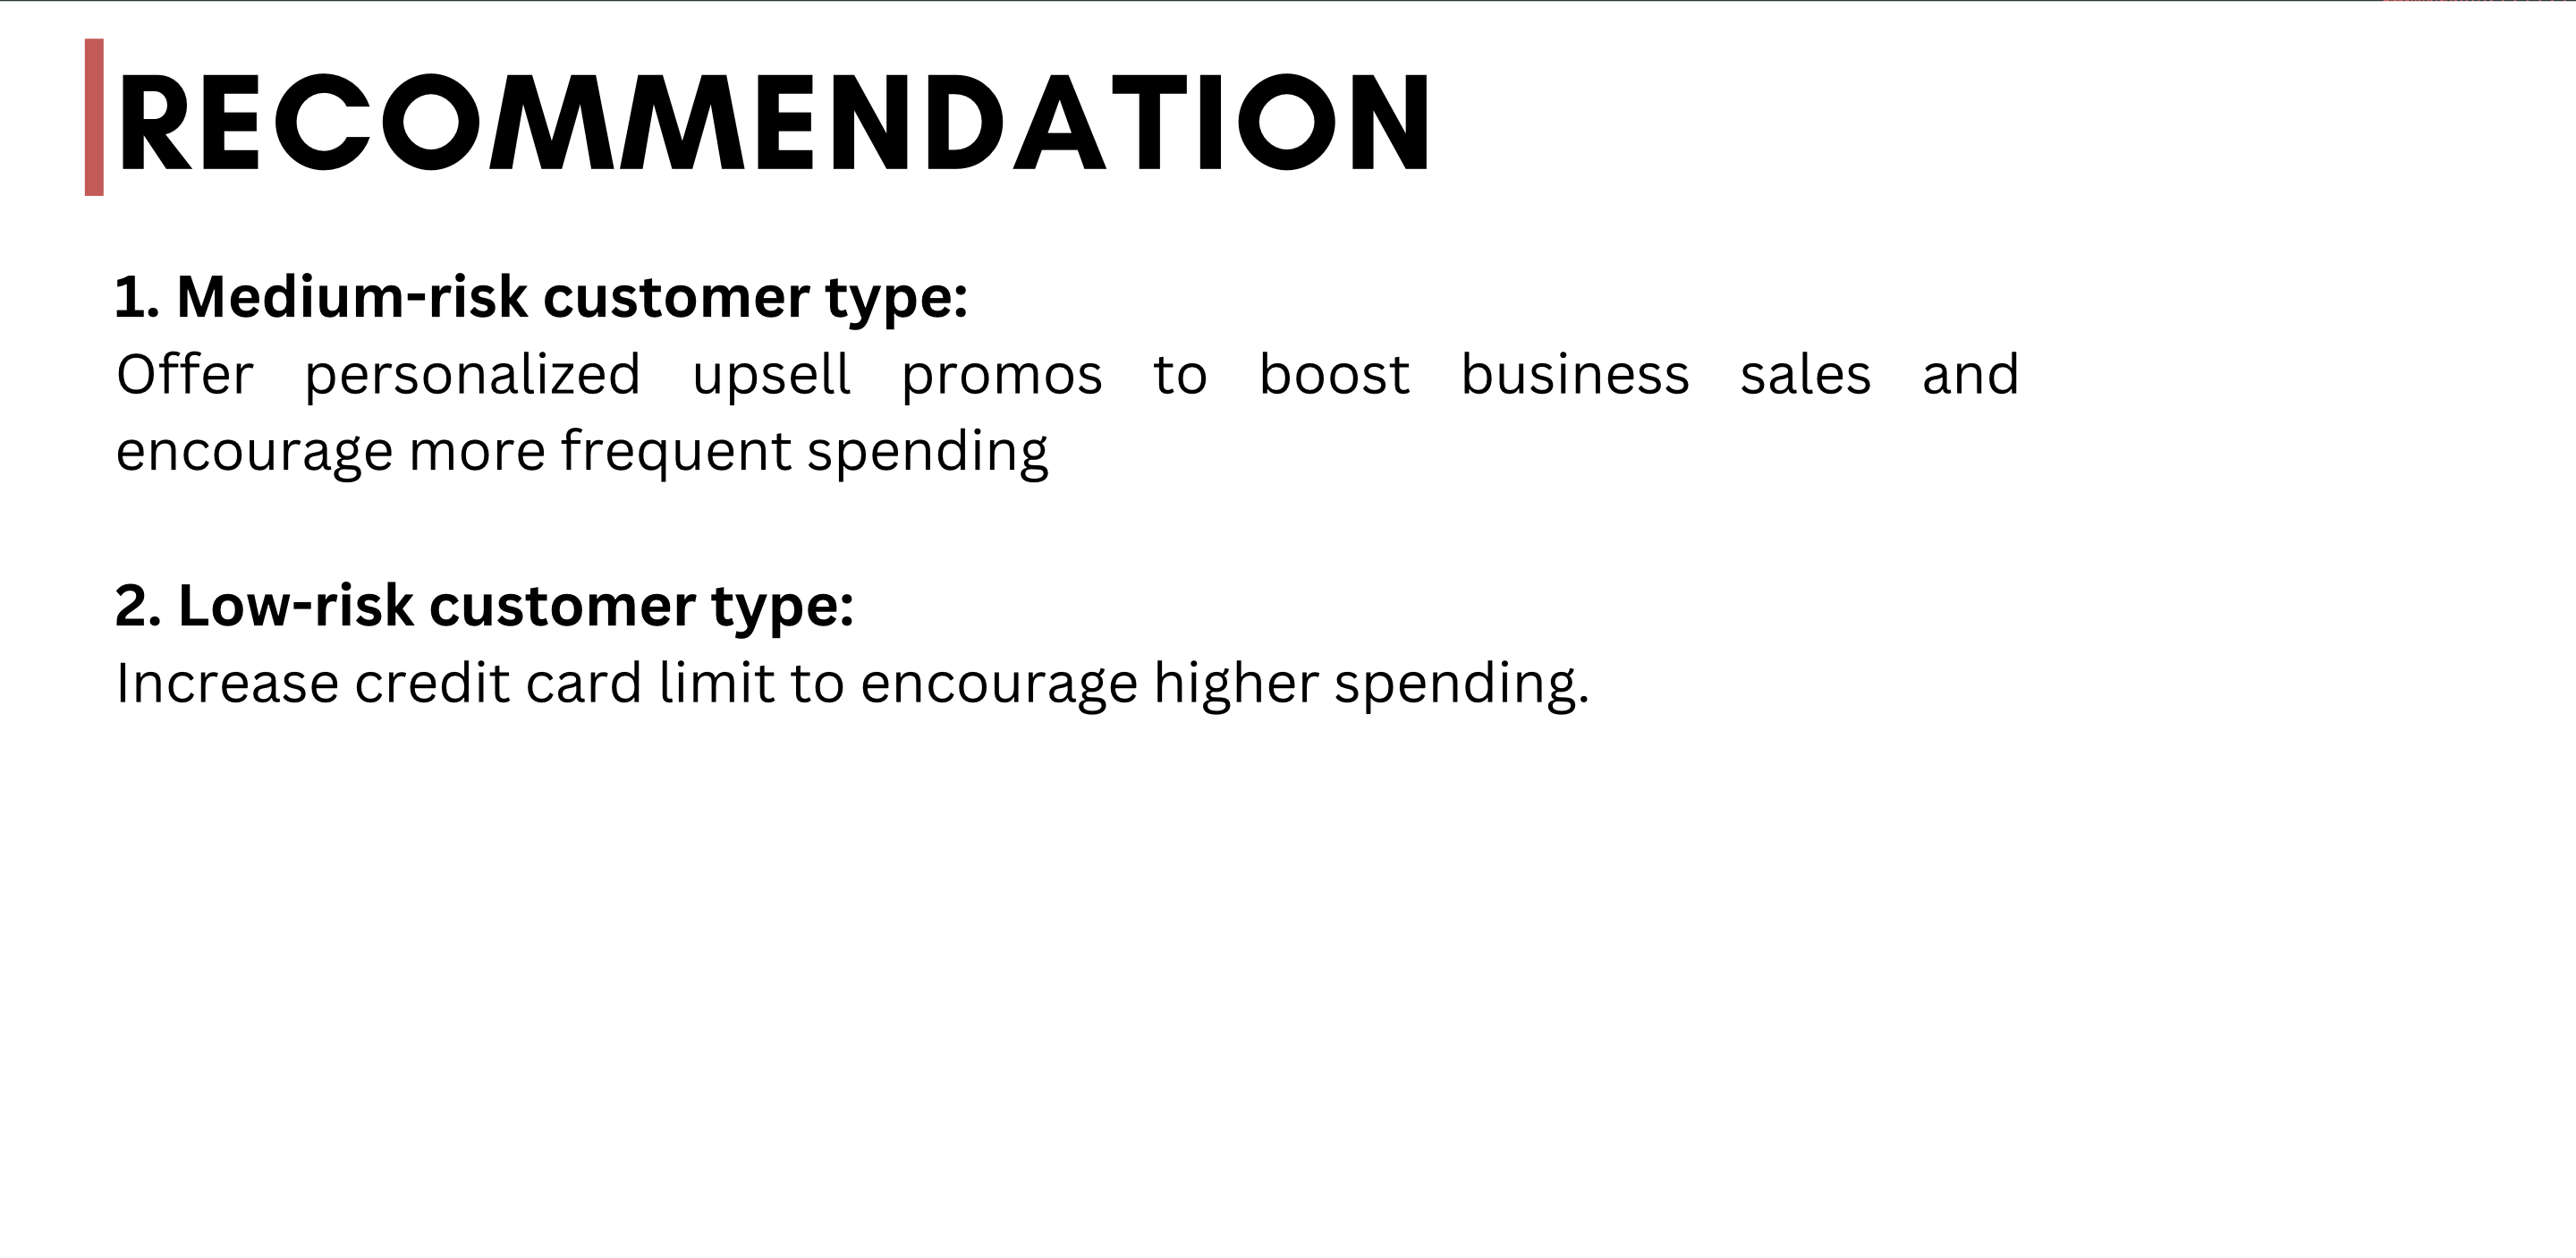 RECOMMENDATION
1. Medium-risk customer type:
Offer personalized upsell promos to boost business sales and
encourage more frequent spending
2. Low-risk customer type:
Increase credit card limit to encourage higher spending.